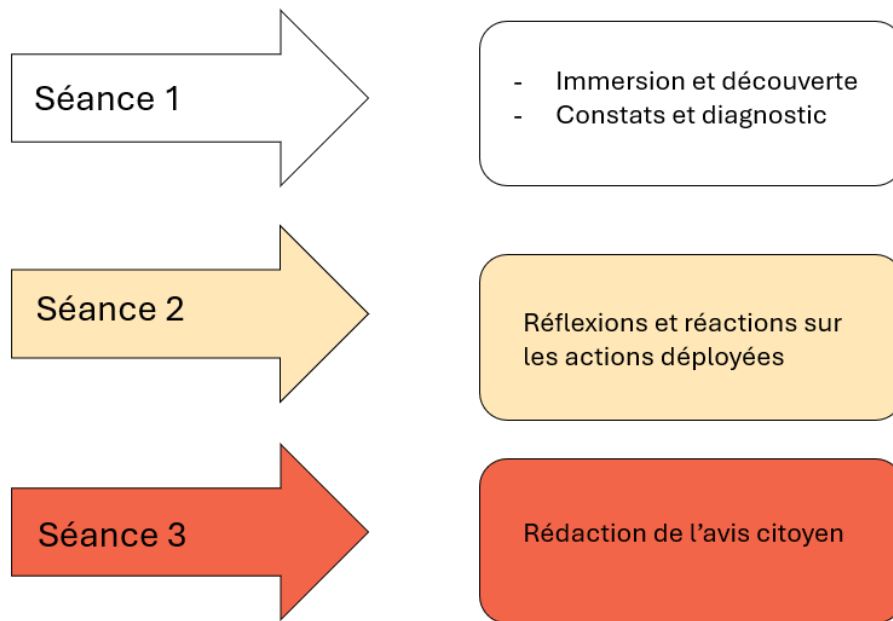 Séance 1
- Immersion et découverte
- Constats et diagnostic
Séance 2
Réflexions et réactions sur
les actions déployées
Séance 3
Rédaction de l’avis citoyen